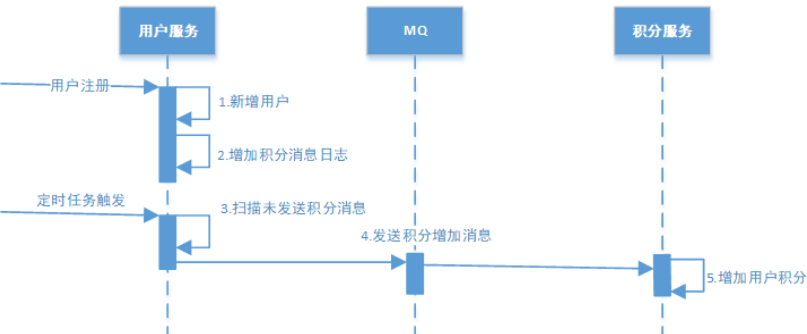 用户服务
MQ
积分服务
用户注册
1.新增用户
2.增加积分消息日志
定时任务触发
3.扫描未发送积分消息
4.发送积分增加消息
5.增加用户积分